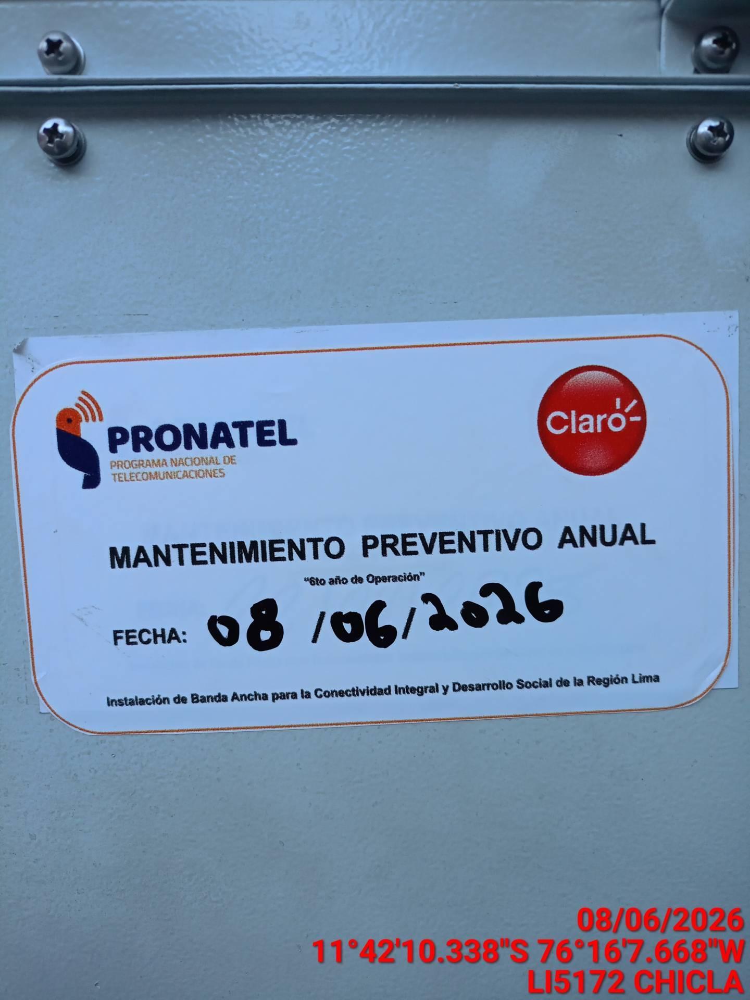 PRONATEL
PROGRAMA NACIONAL DE
TELECOMUNICACIONES
Claro
MANTENIMIENTO PREVENTIVO ANUAL
“6to año de Operación”
FECHA: 08/06/2026
Instalación de Banda Ancha para la Conectividad Integral y Desarrollo Social de la Región Lima
08/06/2026
11°42'10.338"S 76°16'7.668"W
LI5172 CHICLA